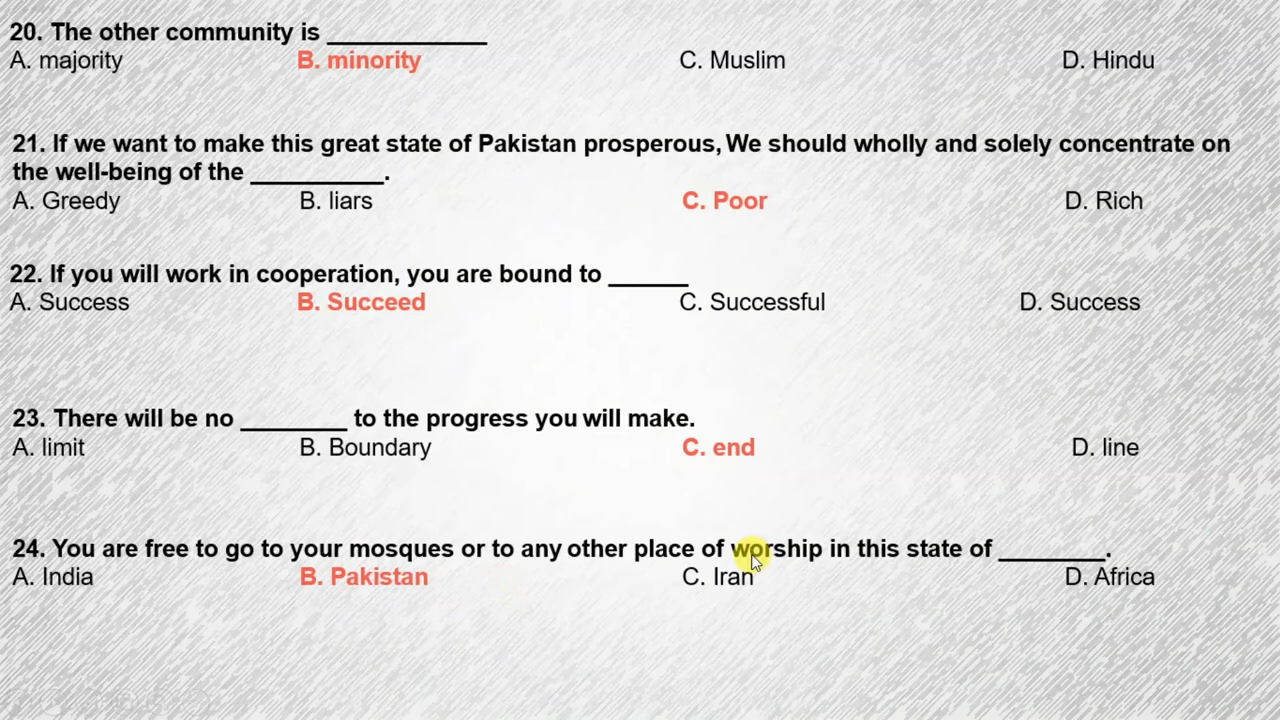 20. The other community is ____________
A. majority B. minority C. Muslim D. Hindu
21. If we want to make this great state of Pakistan prosperous, We should wholly and solely concentrate on
the well-being of the __________.
A. Greedy B. liars C. Poor D. Rich
22. If you will work in cooperation, you are bound to ______
A. Success B. Succeed C. Successful D. Success
23. There will be no ________ to the progress you will make.
A. limit B. Boundary C. end D. line
24. You are free to go to your mosques or to any other place of worship in this state of ________.
A. India B. Pakistan C. Iran D. Africa